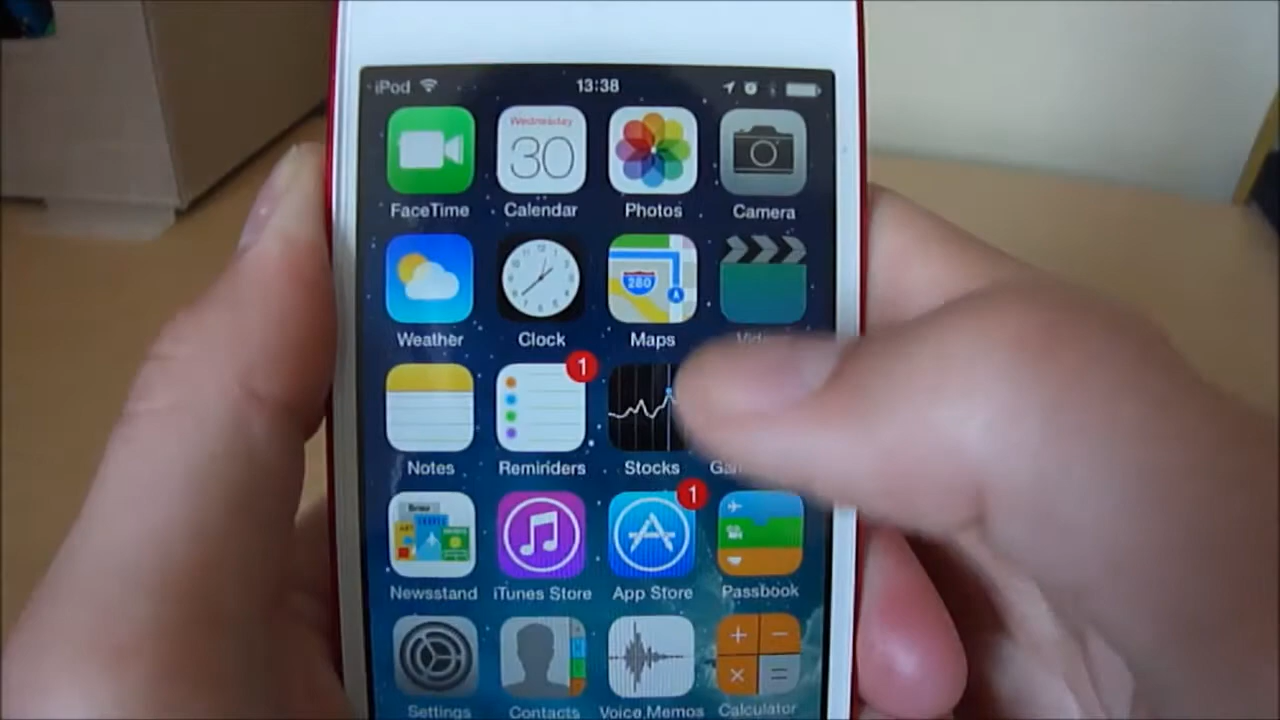 iPod 13:38
Wednesday
30
FaceTime Calendar Photos Camera
280
Weather Clock Maps
1
Notes Reminders Stocks
1
Newsstand iTunes Store App Store Passbook
Settings Contacts Voice Memos Calculator